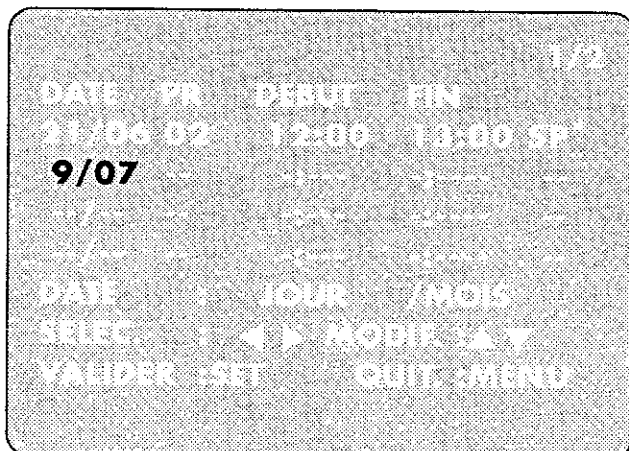 1/2
DATE PR DEBUT FIN
21/06 02 12:00 13:00 SP*
9/07 -- --:-- --:-- --
--/-- -- --:-- --:-- --
--/-- -- --:-- --:-- --
DATE : JOUR /MOIS
SELEC. : ◀ ▶ MODIF. :▲ ▼
VALIDER :SET QUIT. :MENU